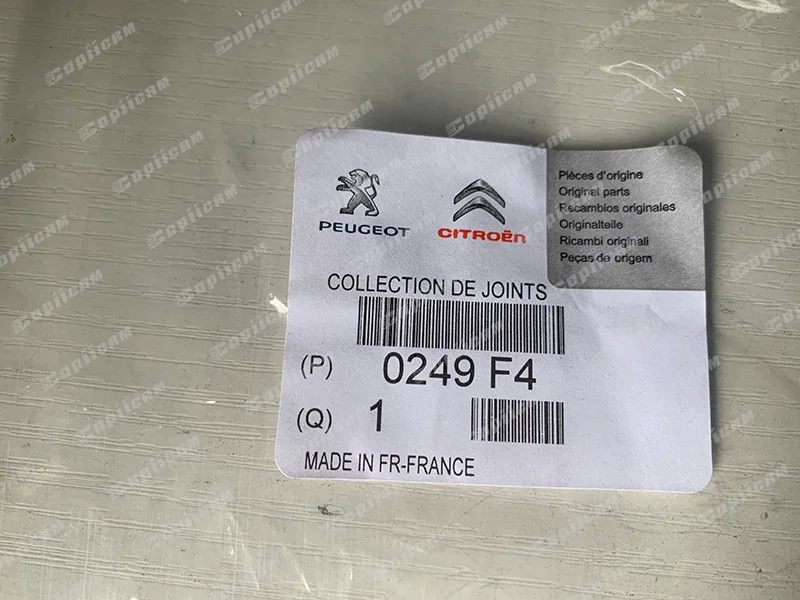 PEUGEOT
CITROËN
Pièces d'origine
Original parts
Recambios originales
Originalteile
Ricambi originali
Peças de origem
COLLECTION DE JOINTS
(P) 0249 F4
(Q) 1
MADE IN FR-FRANCE
CopiiCAM